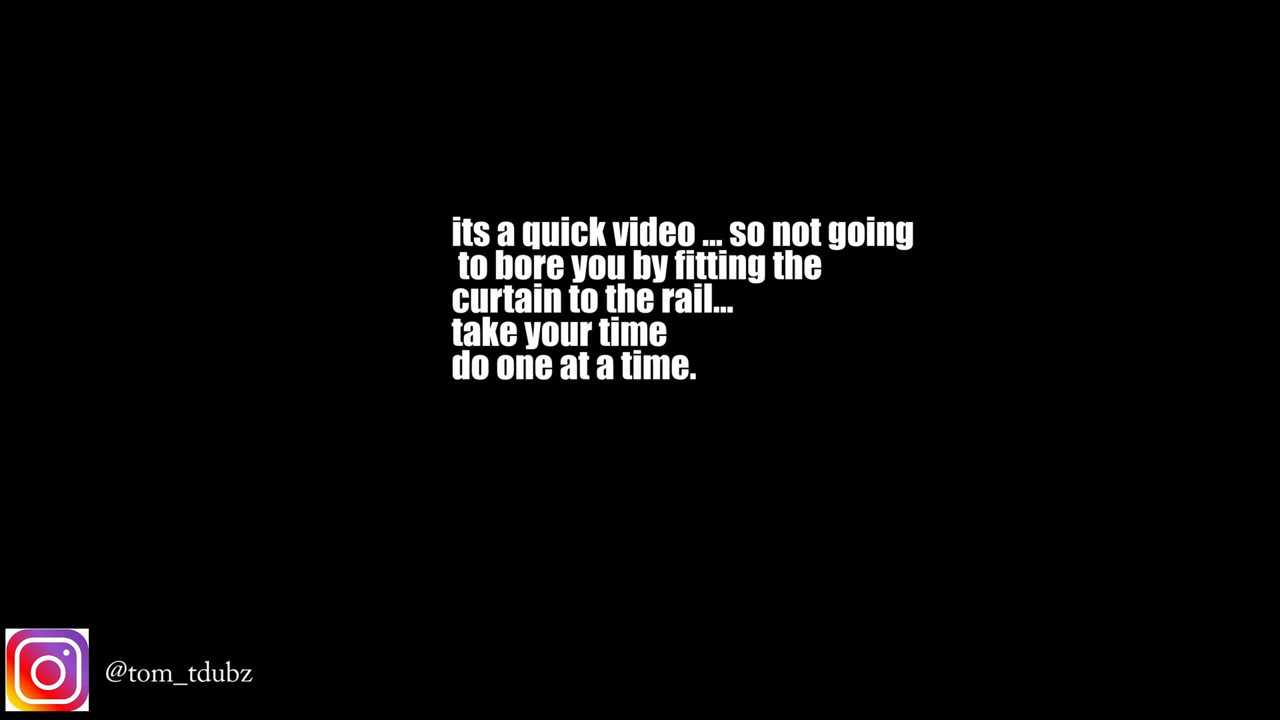 its a quick video ... so not going
to bore you by fitting the
curtain to the rail...
take your time
do one at a time.
@tom_tdubz